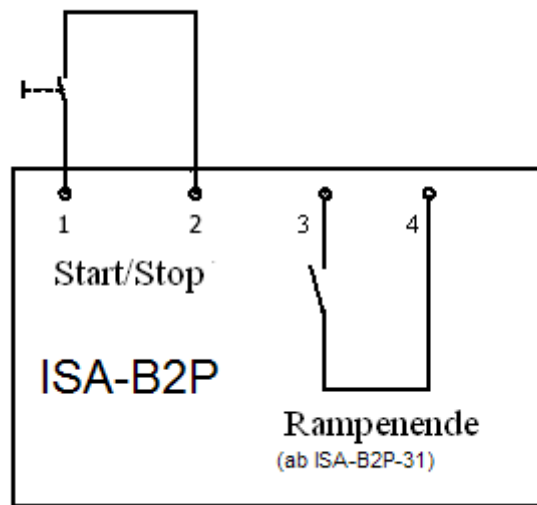 1 2 3 4
Start/Stop
ISA-B2P
Rampenende
(ab ISA-B2P-31)